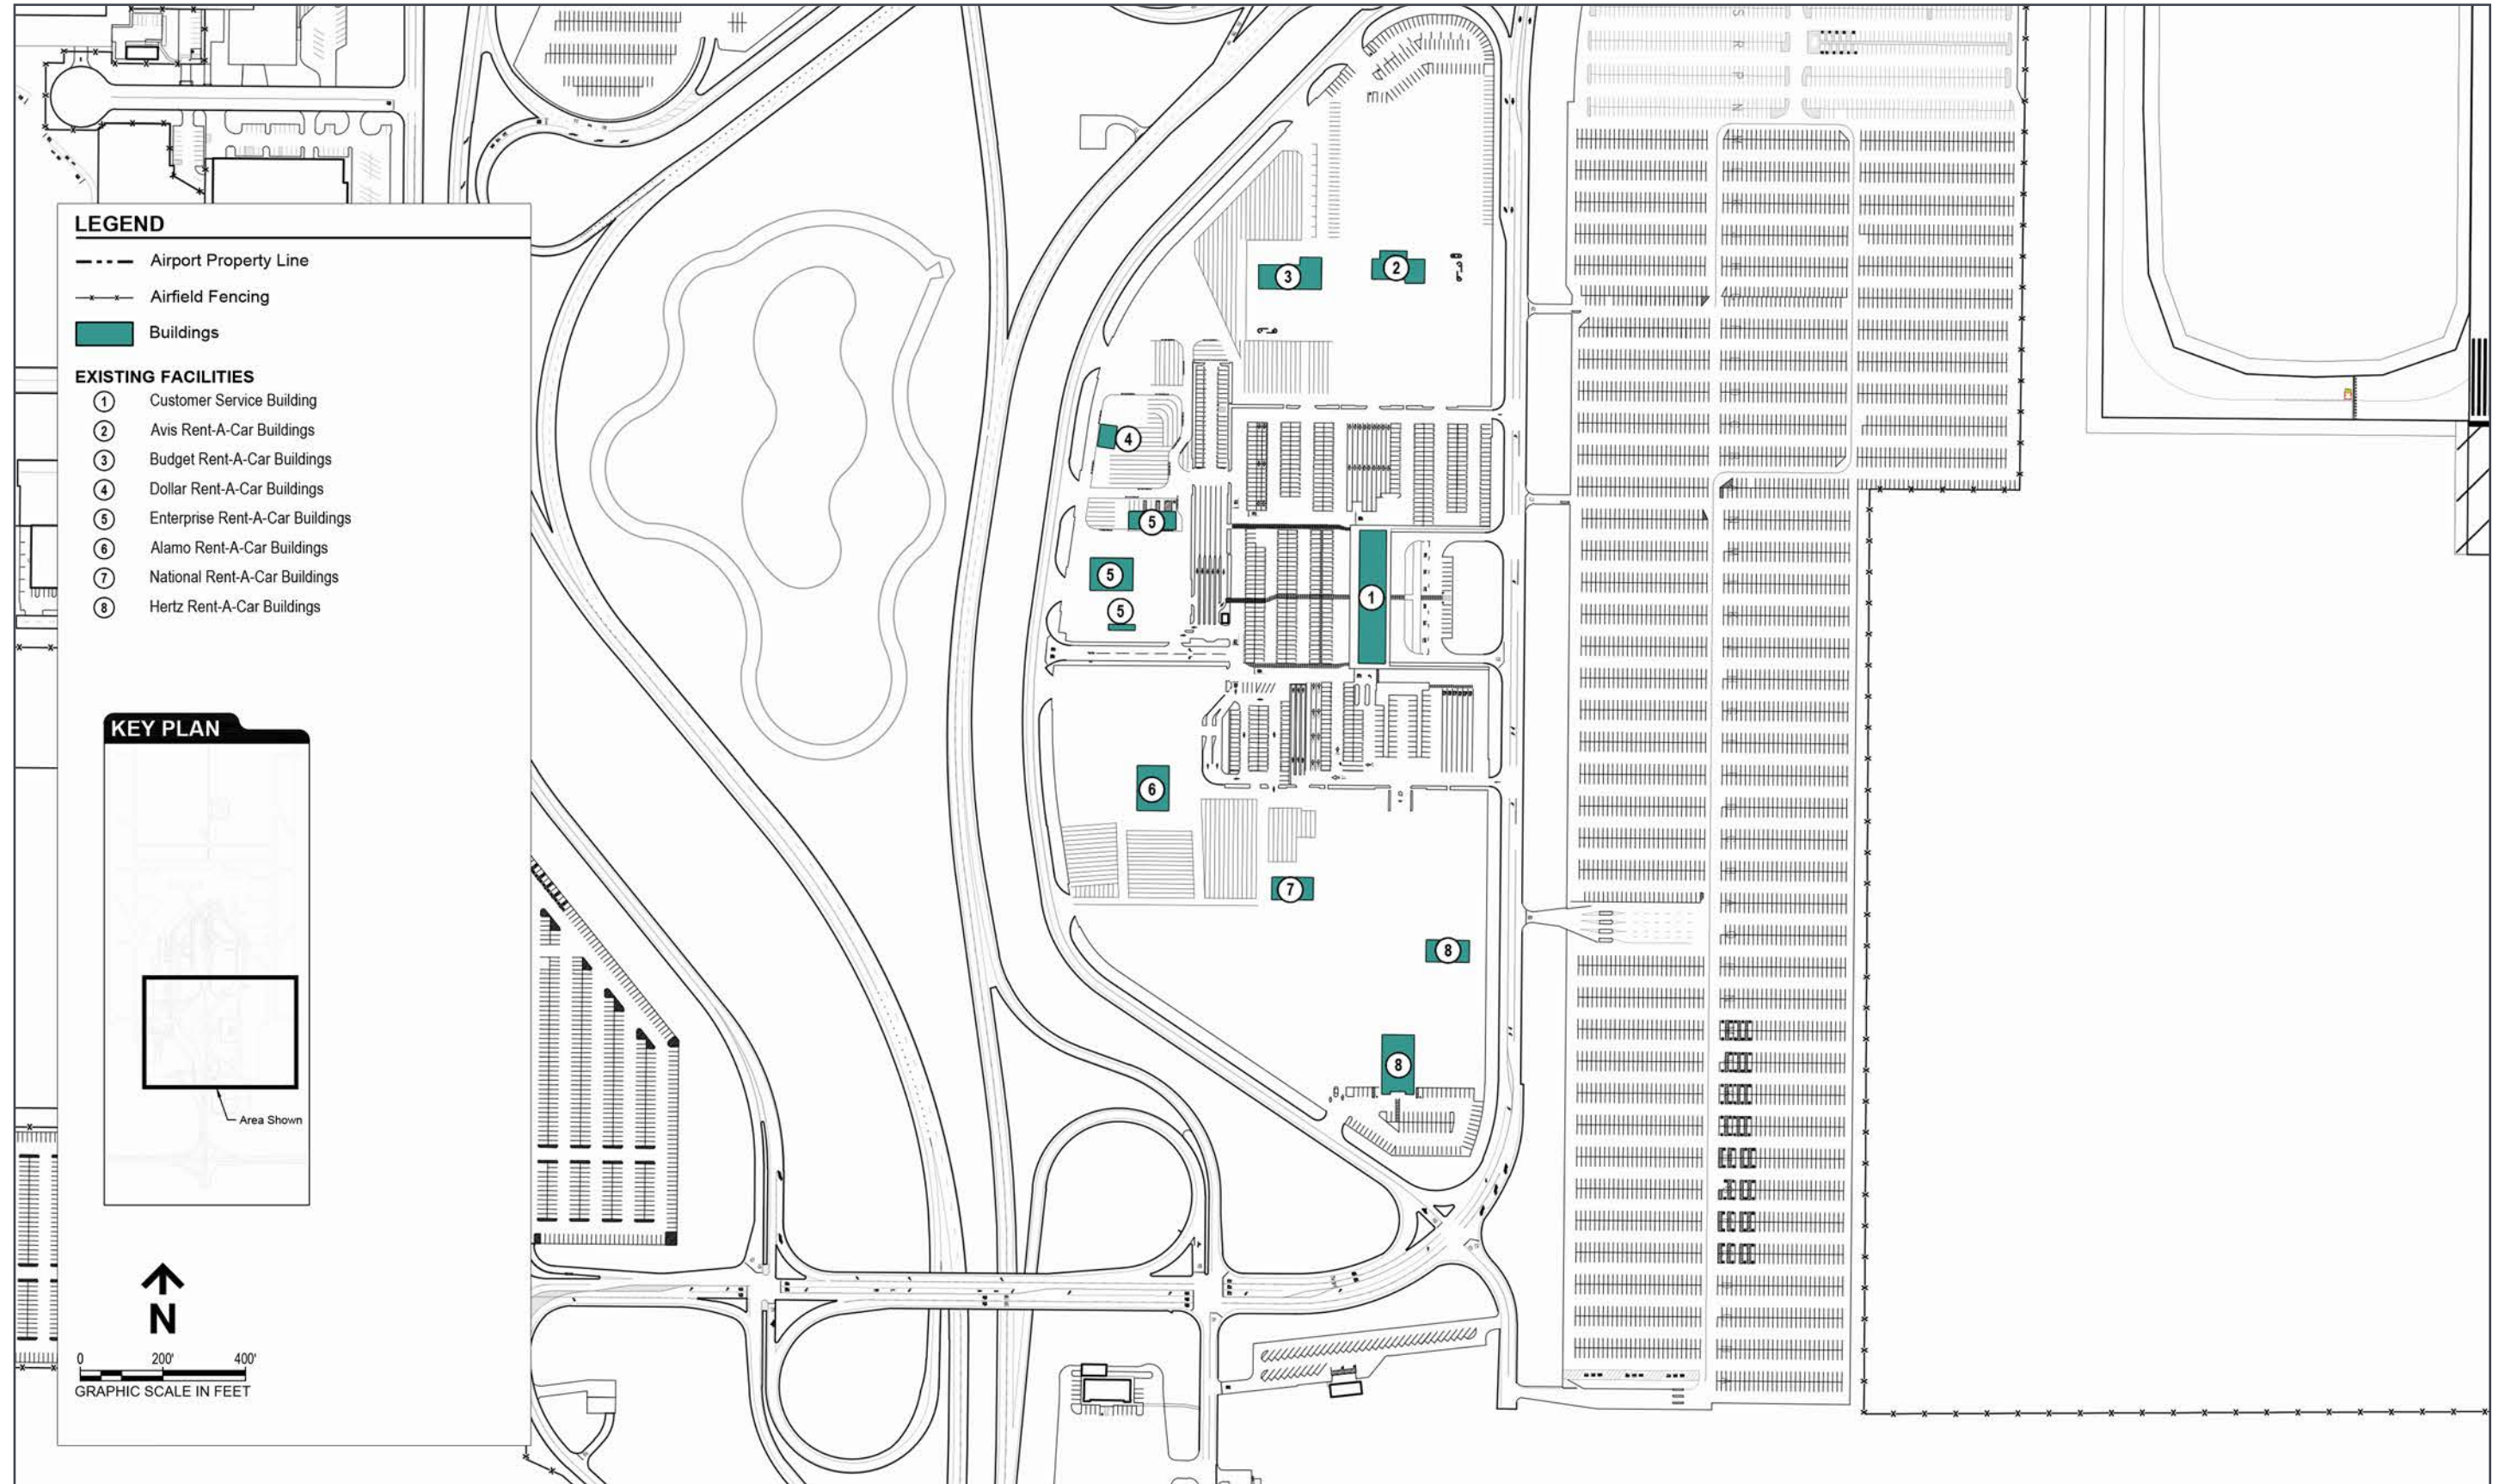 LEGEND
Airport Property Line
Airfield Fencing
Buildings
EXISTING FACILITIES
1 Customer Service Building
2 Avis Rent-A-Car Buildings
3 Budget Rent-A-Car Buildings
4 Dollar Rent-A-Car Buildings
5 Enterprise Rent-A-Car Buildings
6 Alamo Rent-A-Car Buildings
7 National Rent-A-Car Buildings
8 Hertz Rent-A-Car Buildings
KEY PLAN
Area Shown
N
0 200' 400'
GRAPHIC SCALE IN FEET
S
R
P
N
3
2
4
5
5
5
1
6
7
8
8